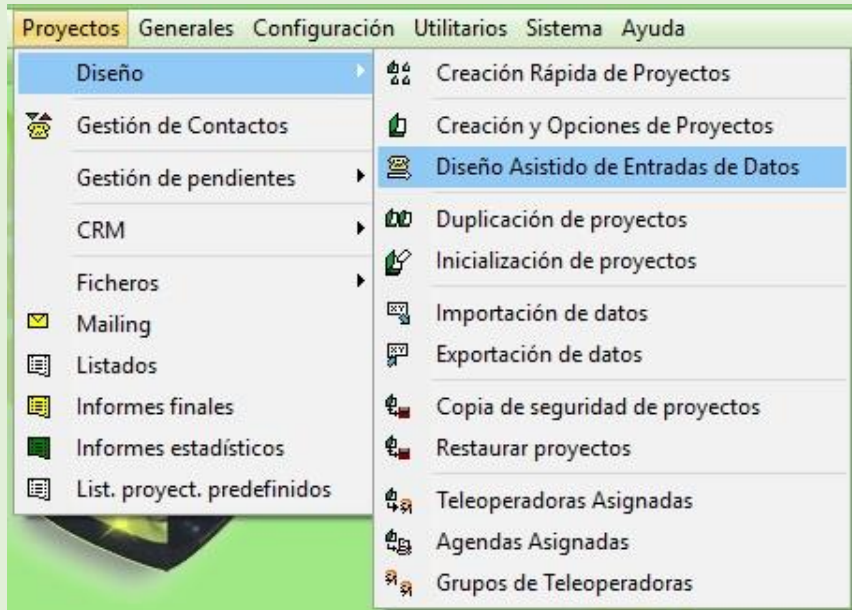 Proyectos Generales Configuración Utilitarios Sistema Ayuda
Diseño
Gestión de Contactos
Gestión de pendientes
CRM
Ficheros
Mailing
Listados
Informes finales
Informes estadísticos
List. proyect. predefinidos
Creación Rápida de Proyectos
Creación y Opciones de Proyectos
Diseño Asistido de Entradas de Datos
Duplicación de proyectos
Inicialización de proyectos
Importación de datos
Exportación de datos
Copia de seguridad de proyectos
Restaurar proyectos
Teleoperadoras Asignadas
Agendas Asignadas
Grupos de Teleoperadoras